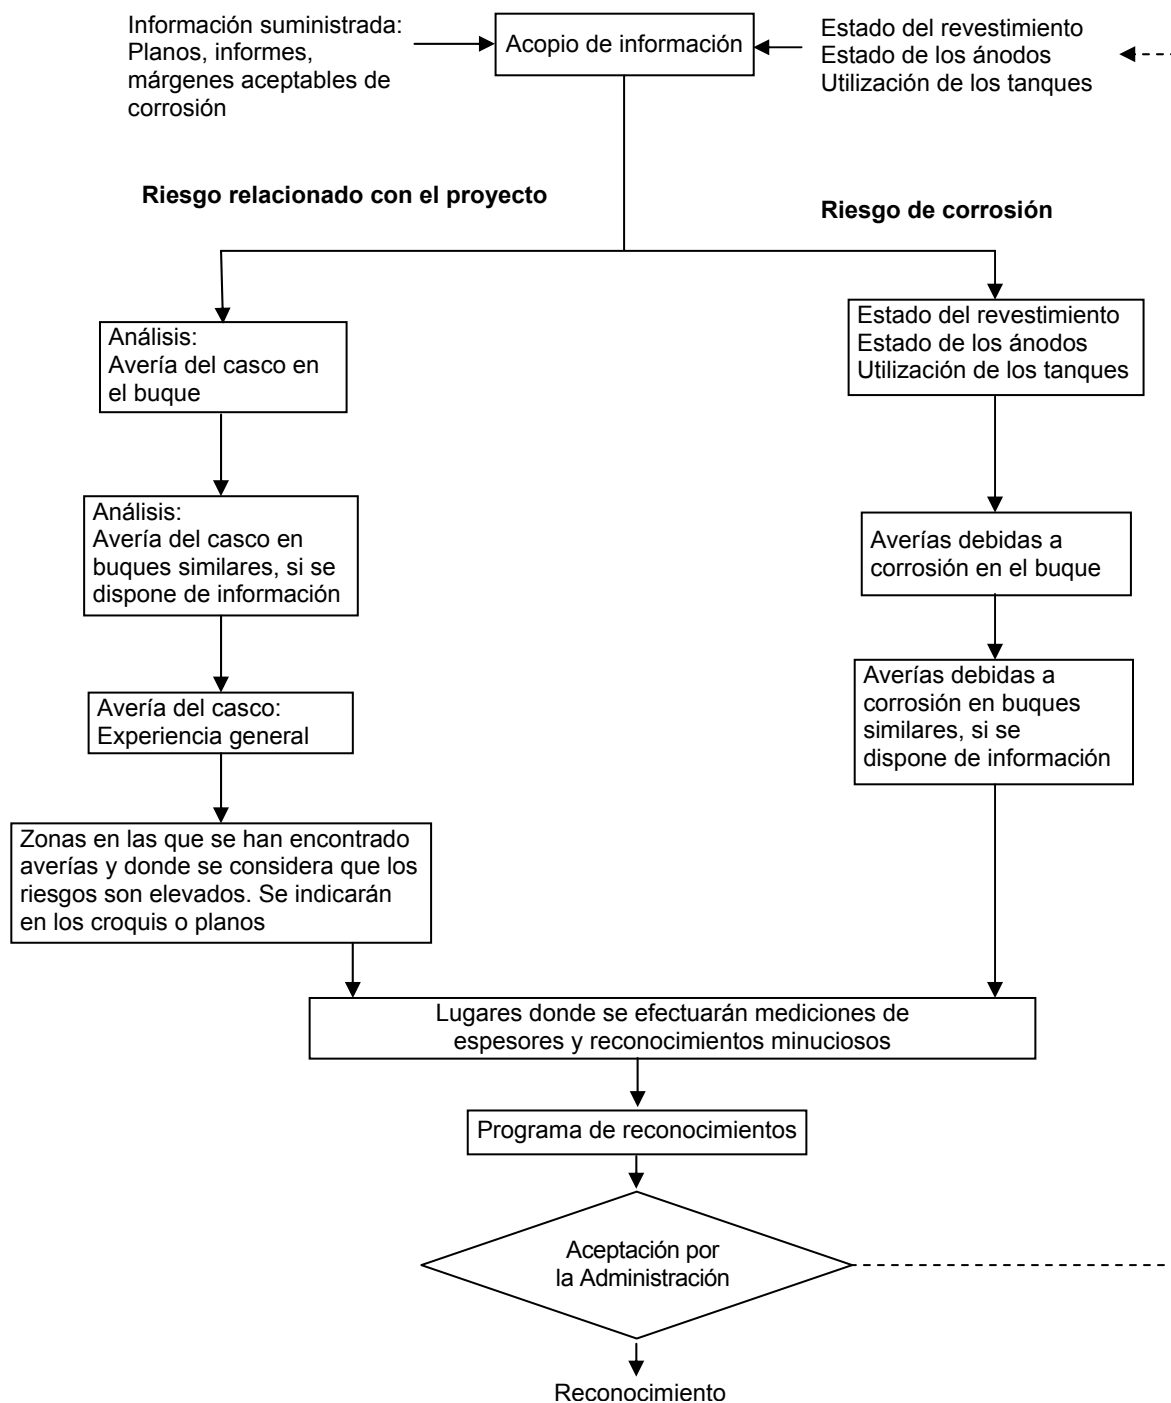 Información suministrada:
Planos, informes,
márgenes aceptables de
corrosión
Acopio de información
Estado del revestimiento
Estado de los ánodos
Utilización de los tanques
Riesgo relacionado con el proyecto
Riesgo de corrosión
Análisis:
Avería del casco en
el buque
Análisis:
Avería del casco en
buques similares, si se
dispone de información
Avería del casco:
Experiencia general
Zonas en las que se han encontrado
averías y donde se considera que los
riesgos son elevados. Se indicarán
en los croquis o planos
Estado del revestimiento
Estado de los ánodos
Utilización de los tanques
Averías debidas a
corrosión en el buque
Averías debidas a
corrosión en buques
similares, si se
dispone de información
Lugares donde se efectuarán mediciones de
espesores y reconocimientos minuciosos
Programa de reconocimientos
Aceptación por
la Administración
Reconocimiento